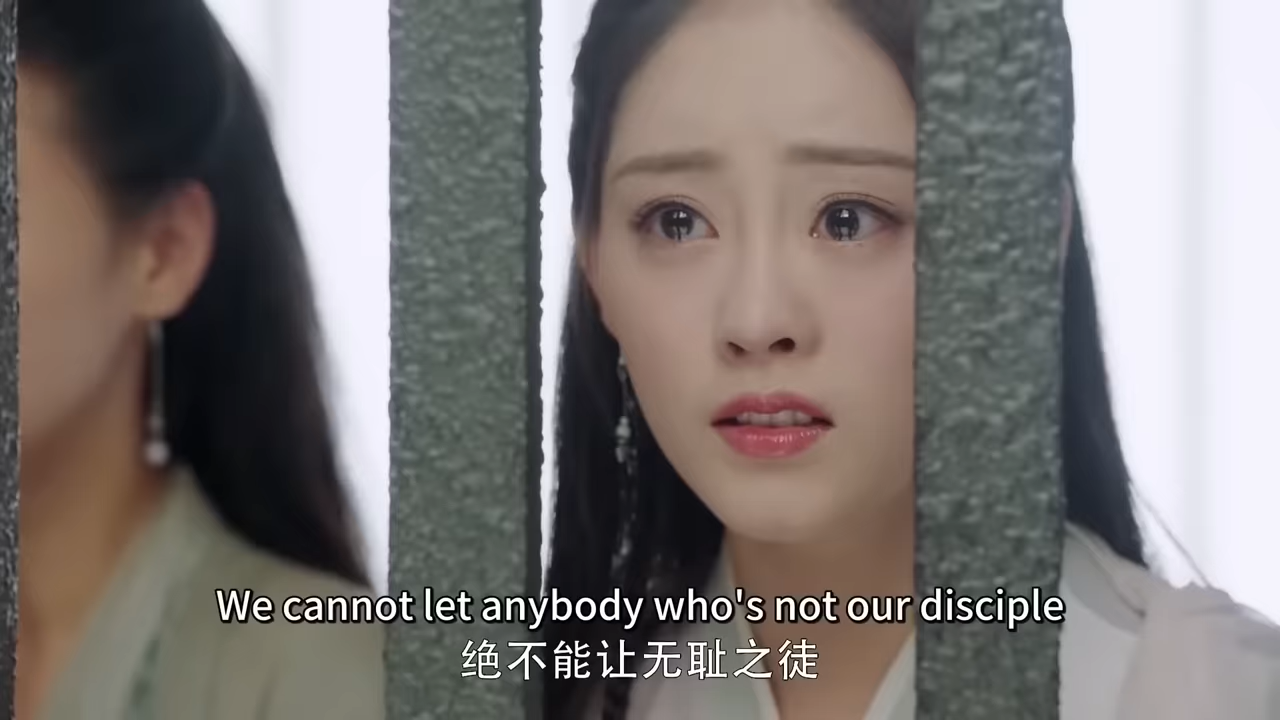 We cannot let anybody who's not our disciple
绝不能让无耻之徒